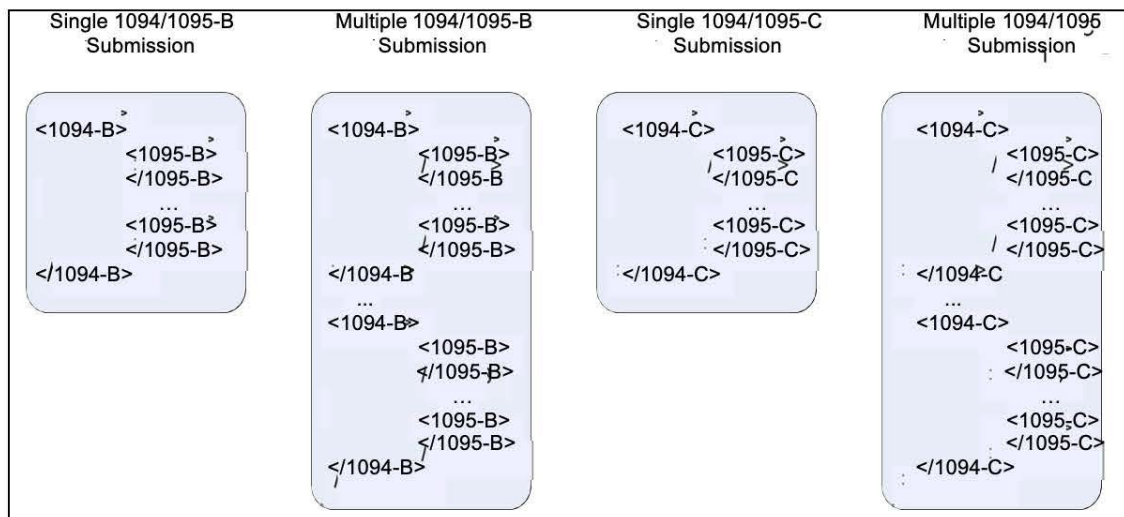 Single 1094/1095-B
Submission
<1094-B>
<1095-B>
</1095-B>
...
<1095-B>
</1095-B>
</1094-B>
Multiple 1094/1095-B
Submission
<1094-B>
<1095-B>
</1095-B
...
<1095-B>
</1095-B>
</1094-B
...
<1094-B>
<1095-B>
</1095-B>
...
<1095-B>
</1095-B>
</1094-B>
Single 1094/1095-C
Submission
<1094-C>
<1095-C>
</1095-C
...
<1095-C>
</1095-C>
</1094-C>
Multiple 1094/1095
Submission
<1094-C>
<1095-C>
</1095-C
...
<1095-C>
</1095-C>
</1094-C
...
<1094-C>
<1095-C>
</1095-C>
...
<1095-C>
</1095-C>
</1094-C>